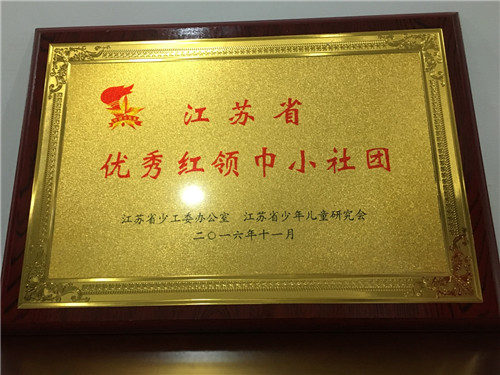 江苏省
优秀红领巾小社团
江苏省少工委办公室 江苏省少年儿童研究会
二〇一六年十一月